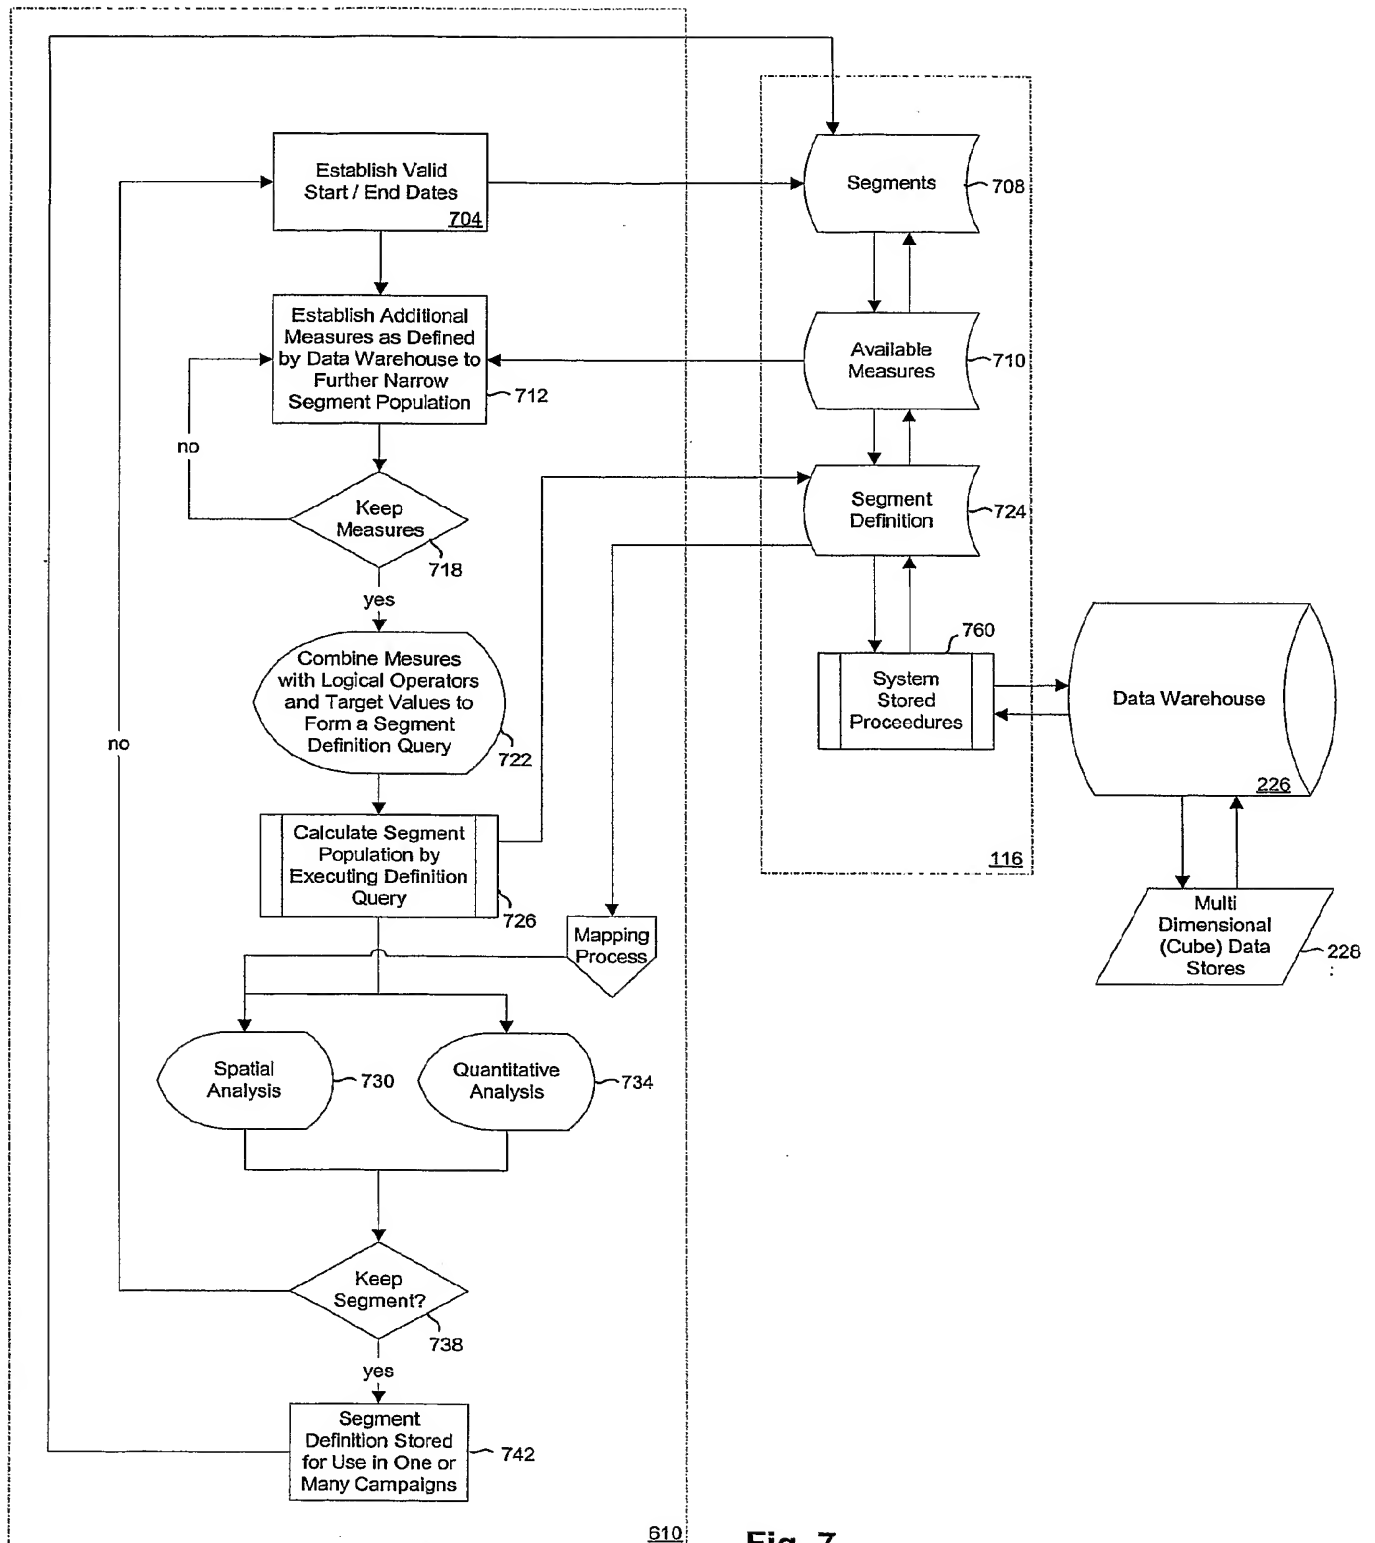 Establish Valid
Start / End Dates
704
Segments
708
Establish Additional
Measures as Defined
by Data Warehouse to
Further Narrow
Segment Population
712
Available
Measures
710
no
Keep
Measures
718
yes
Segment
Definition
724
Combine Mesures
with Logical Operators
and Target Values to
Form a Segment
Definition Query
722
760
System
Stored
Proceedures
Data Warehouse
226
no
Calculate Segment
Population by
Executing Definition
Query
726
116
Mapping
Process
Multi
Dimensional
(Cube) Data
Stores
228
Spatial
Analysis
730
Quantitative
Analysis
734
Keep
Segment?
738
yes
Segment
Definition Stored
for Use in One or
Many Campaigns
742
610
Fig. 7